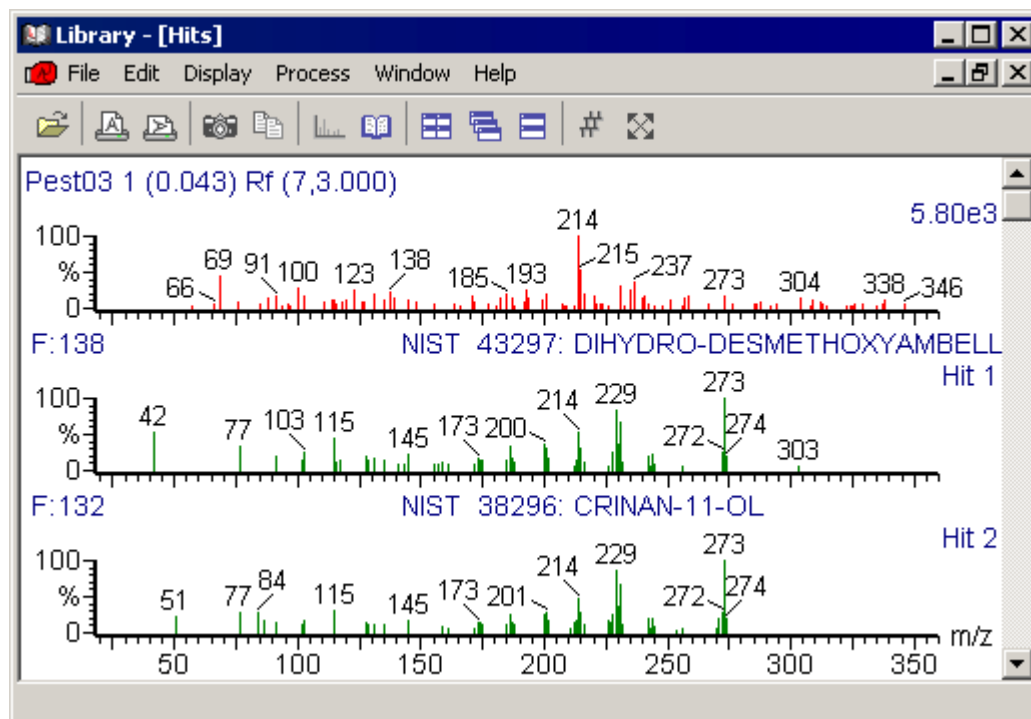 Library - [Hits]
File Edit Display Process Window Help
Pest03 1 (0.043) Rf (7,3.000)
5.80e3
100
%
0
66 69 91 100 123 138 185 193 214 215 237 273 304 338 346
F:138 NIST 43297: DIHYDRO-DESMETHOXYAMBELL
Hit 1
100
%
0
42 77 103 115 145 173 200 214 229 272 273 274 303
F:132 NIST 38296: CRINAN-11-OL
Hit 2
100
%
0
51 77 84 115 145 173 201 214 229 272 273 274
m/z
50 100 150 200 250 300 350